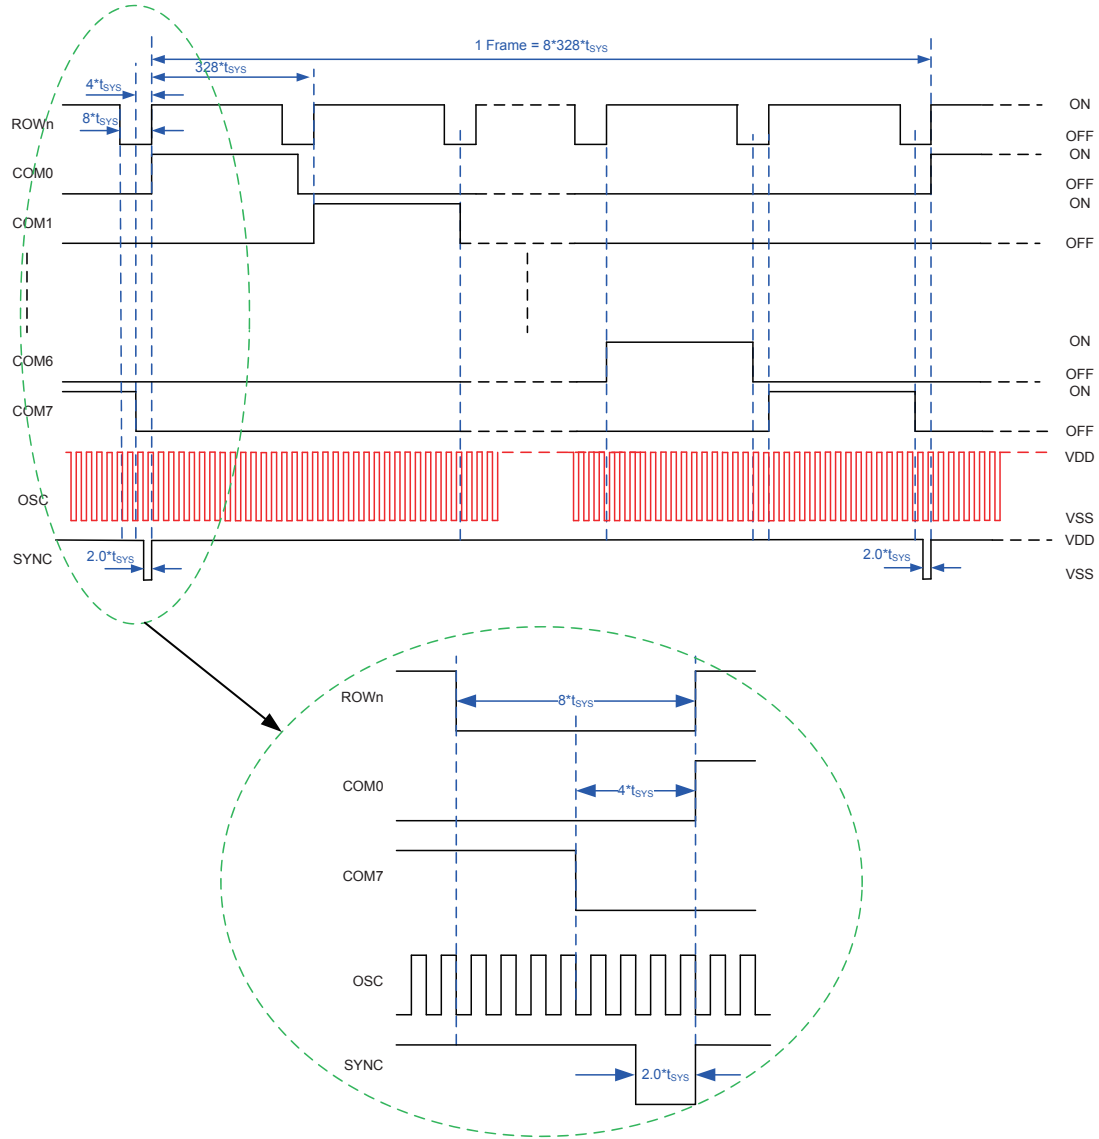 1 Frame = 8*328*tSYS
328*tSYS
4*tSYS
ROWn
8*tSYS
ON
OFF
COM0
ON
OFF
COM1
ON
OFF
COM6
ON
OFF
COM7
ON
OFF
OSC
VDD
VSS
SYNC
2.0*tSYS
2.0*tSYS
VDD
VSS
ROWn
8*tSYS
COM0
4*tSYS
COM7
OSC
SYNC
2.0*tSYS